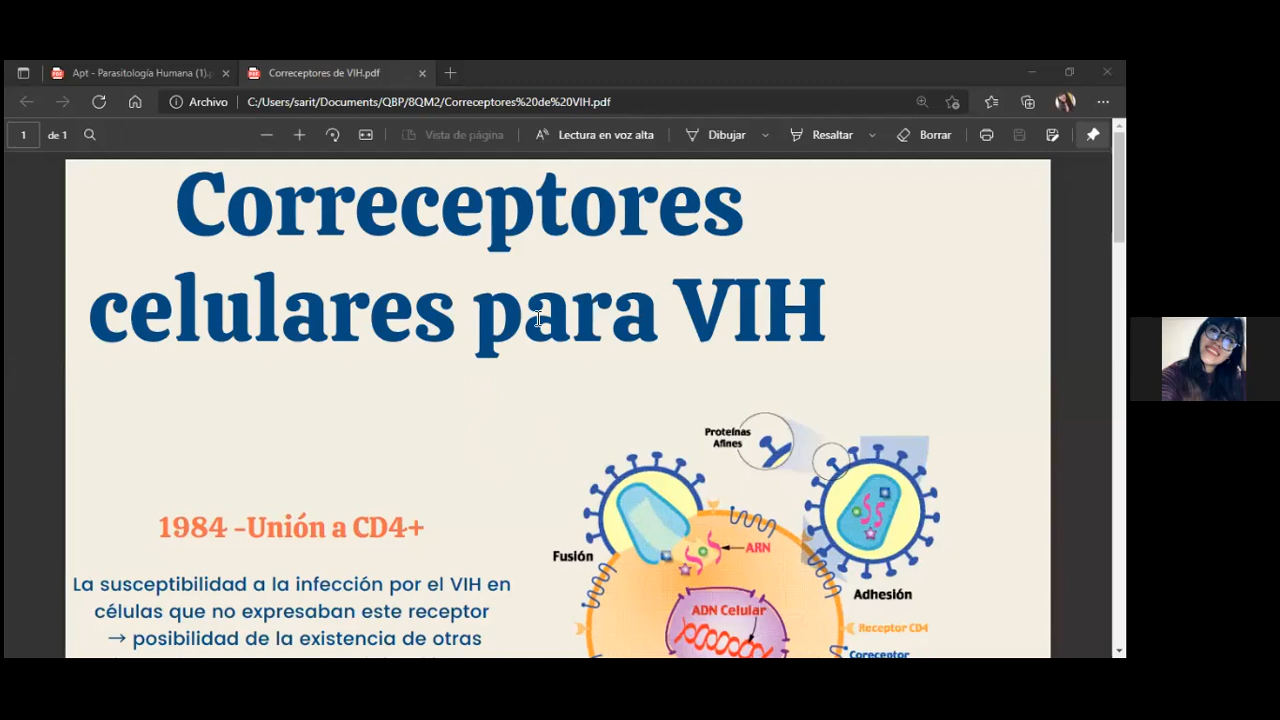 Apt - Parasitología Humana (1).p
Correceptores de VIH.pdf
Archivo
C:/Users/sarit/Documents/QBP/8QM2/Correceptores%20de%20VIH.pdf
1 de 1
Vista de página
Lectura en voz alta
Dibujar
Resaltar
Borrar
Correceptores
celulares para VIH
Proteínas
Afines
1984 -Unión a CD4+
ARN
Fusión
La susceptibilidad a la infección por el VIH en
células que no expresaban este receptor
→ posibilidad de la existencia de otras
Adhesión
ADN Celular
Receptor CD4
Coreceptor